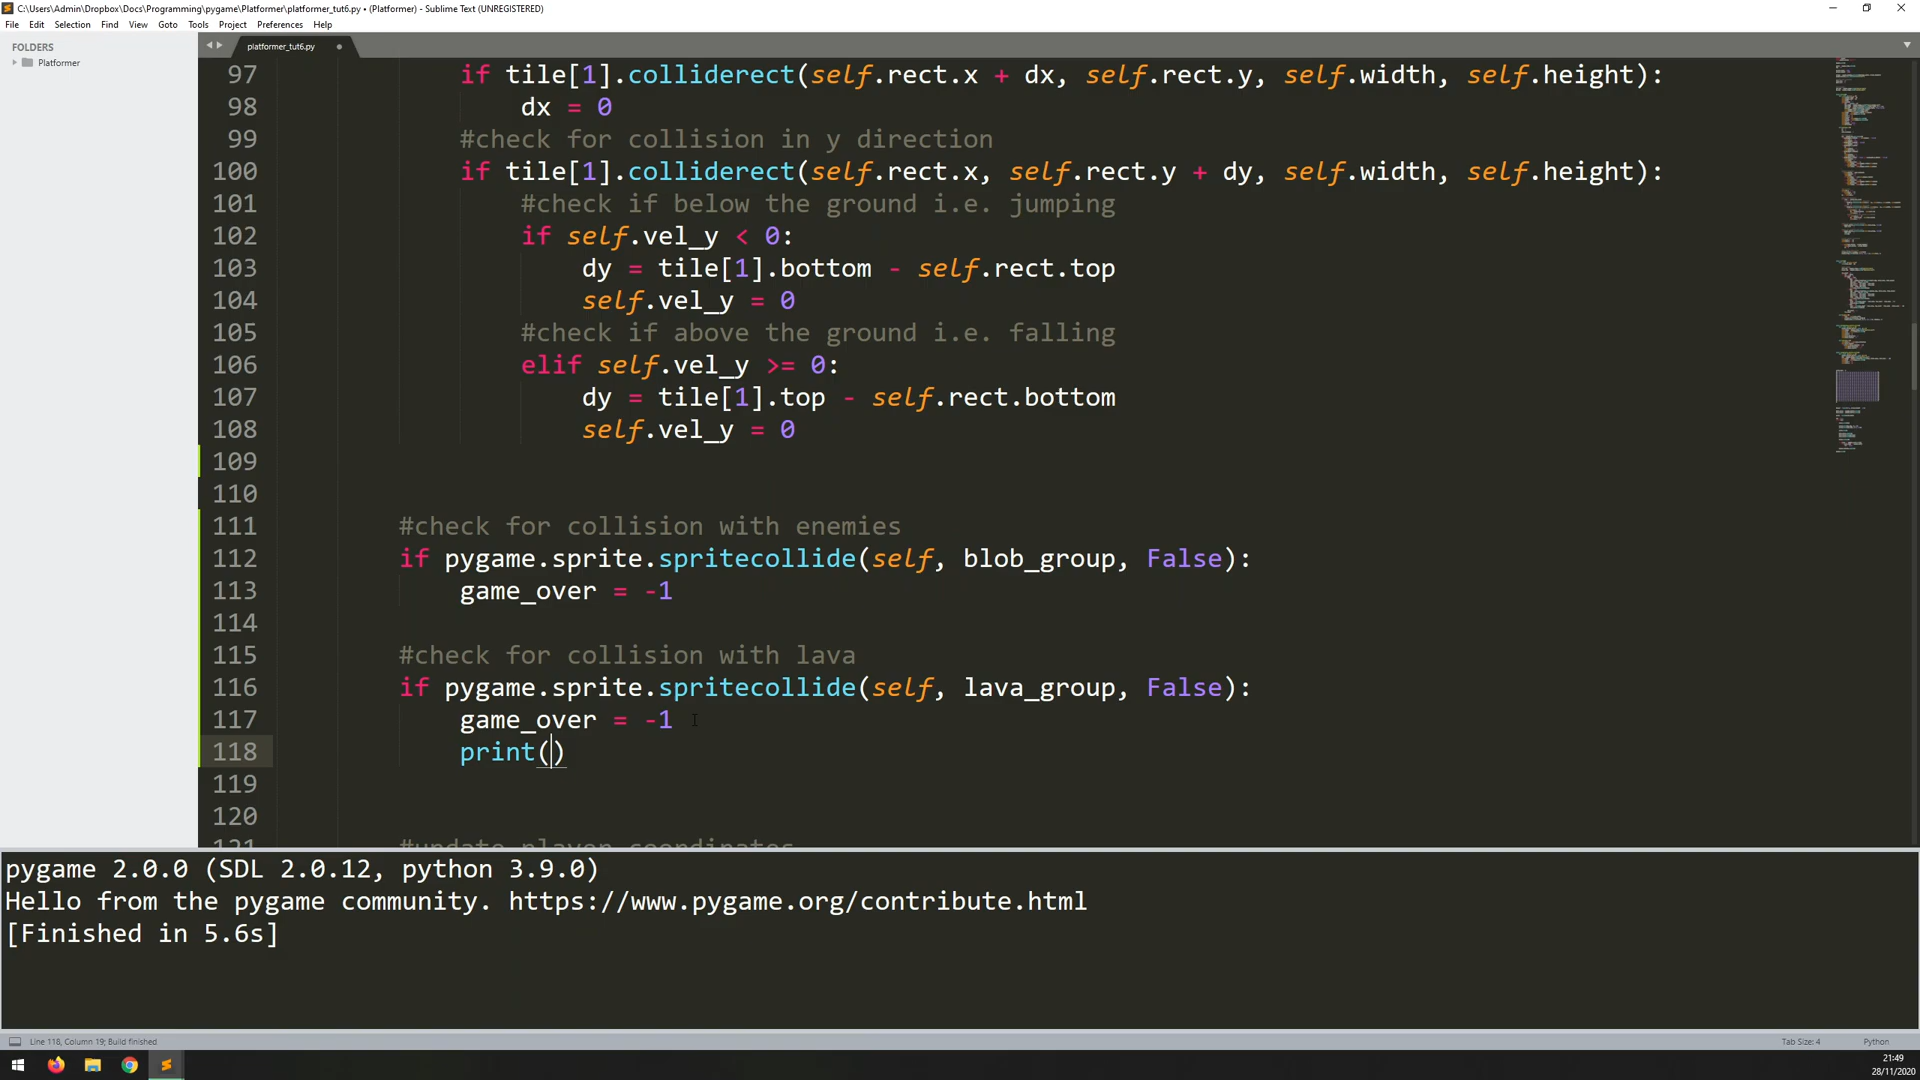 C:\Users\Admin\Dropbox\Docs\Programming\pygame\Platformer\platformer_tut6.py • (Platformer) - Sublime Text (UNREGISTERED)
File Edit Selection Find View Goto Tools Project Preferences Help
FOLDERS
Platformer
platformer_tut6.py
97 if tile[1].colliderect(self.rect.x + dx, self.rect.y, self.width, self.height):
98 dx = 0
99 #check for collision in y direction
100 if tile[1].colliderect(self.rect.x, self.rect.y + dy, self.width, self.height):
101 #check if below the ground i.e. jumping
102 if self.vel_y < 0:
103 dy = tile[1].bottom - self.rect.top
104 self.vel_y = 0
105 #check if above the ground i.e. falling
106 elif self.vel_y >= 0:
107 dy = tile[1].top - self.rect.bottom
108 self.vel_y = 0
109
110
111 #check for collision with enemies
112 if pygame.sprite.spritecollide(self, blob_group, False):
113 game_over = -1
114
115 #check for collision with lava
116 if pygame.sprite.spritecollide(self, lava_group, False):
117 game_over = -1
118 print()
119
120
121 #update player coordinates
pygame 2.0.0 (SDL 2.0.12, python 3.9.0)
Hello from the pygame community. https://www.pygame.org/contribute.html
[Finished in 5.6s]
Line 118, Column 19; Build finished
Tab Size: 4 Python
21:49
28/11/2020